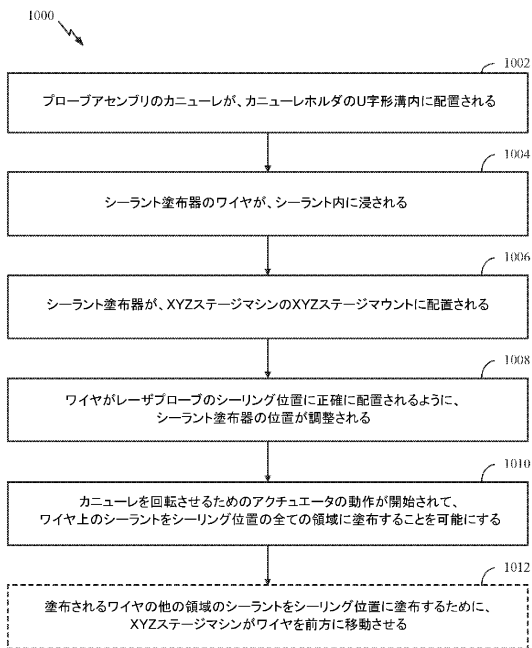 1000
1002
プローブアセンブリのカニューレが、カニューレホルダのU字形溝内に配置される
1004
シーラント塗布器のワイヤが、シーラント内に浸される
1006
シーラント塗布器が、XYZステージマシンのXYZステージマウントに配置される
1008
ワイヤがレーザプローブのシーリング位置に正確に配置されるように、
シーラント塗布器の位置が調整される
1010
カニューレを回転させるためのアクチュエータの動作が開始されて、
ワイヤ上のシーラントをシーリング位置の全ての領域に塗布することを可能にする
1012
塗布されるワイヤの他の領域のシーラントをシーリング位置に塗布するために、
XYZステージマシンがワイヤを前方に移動させる